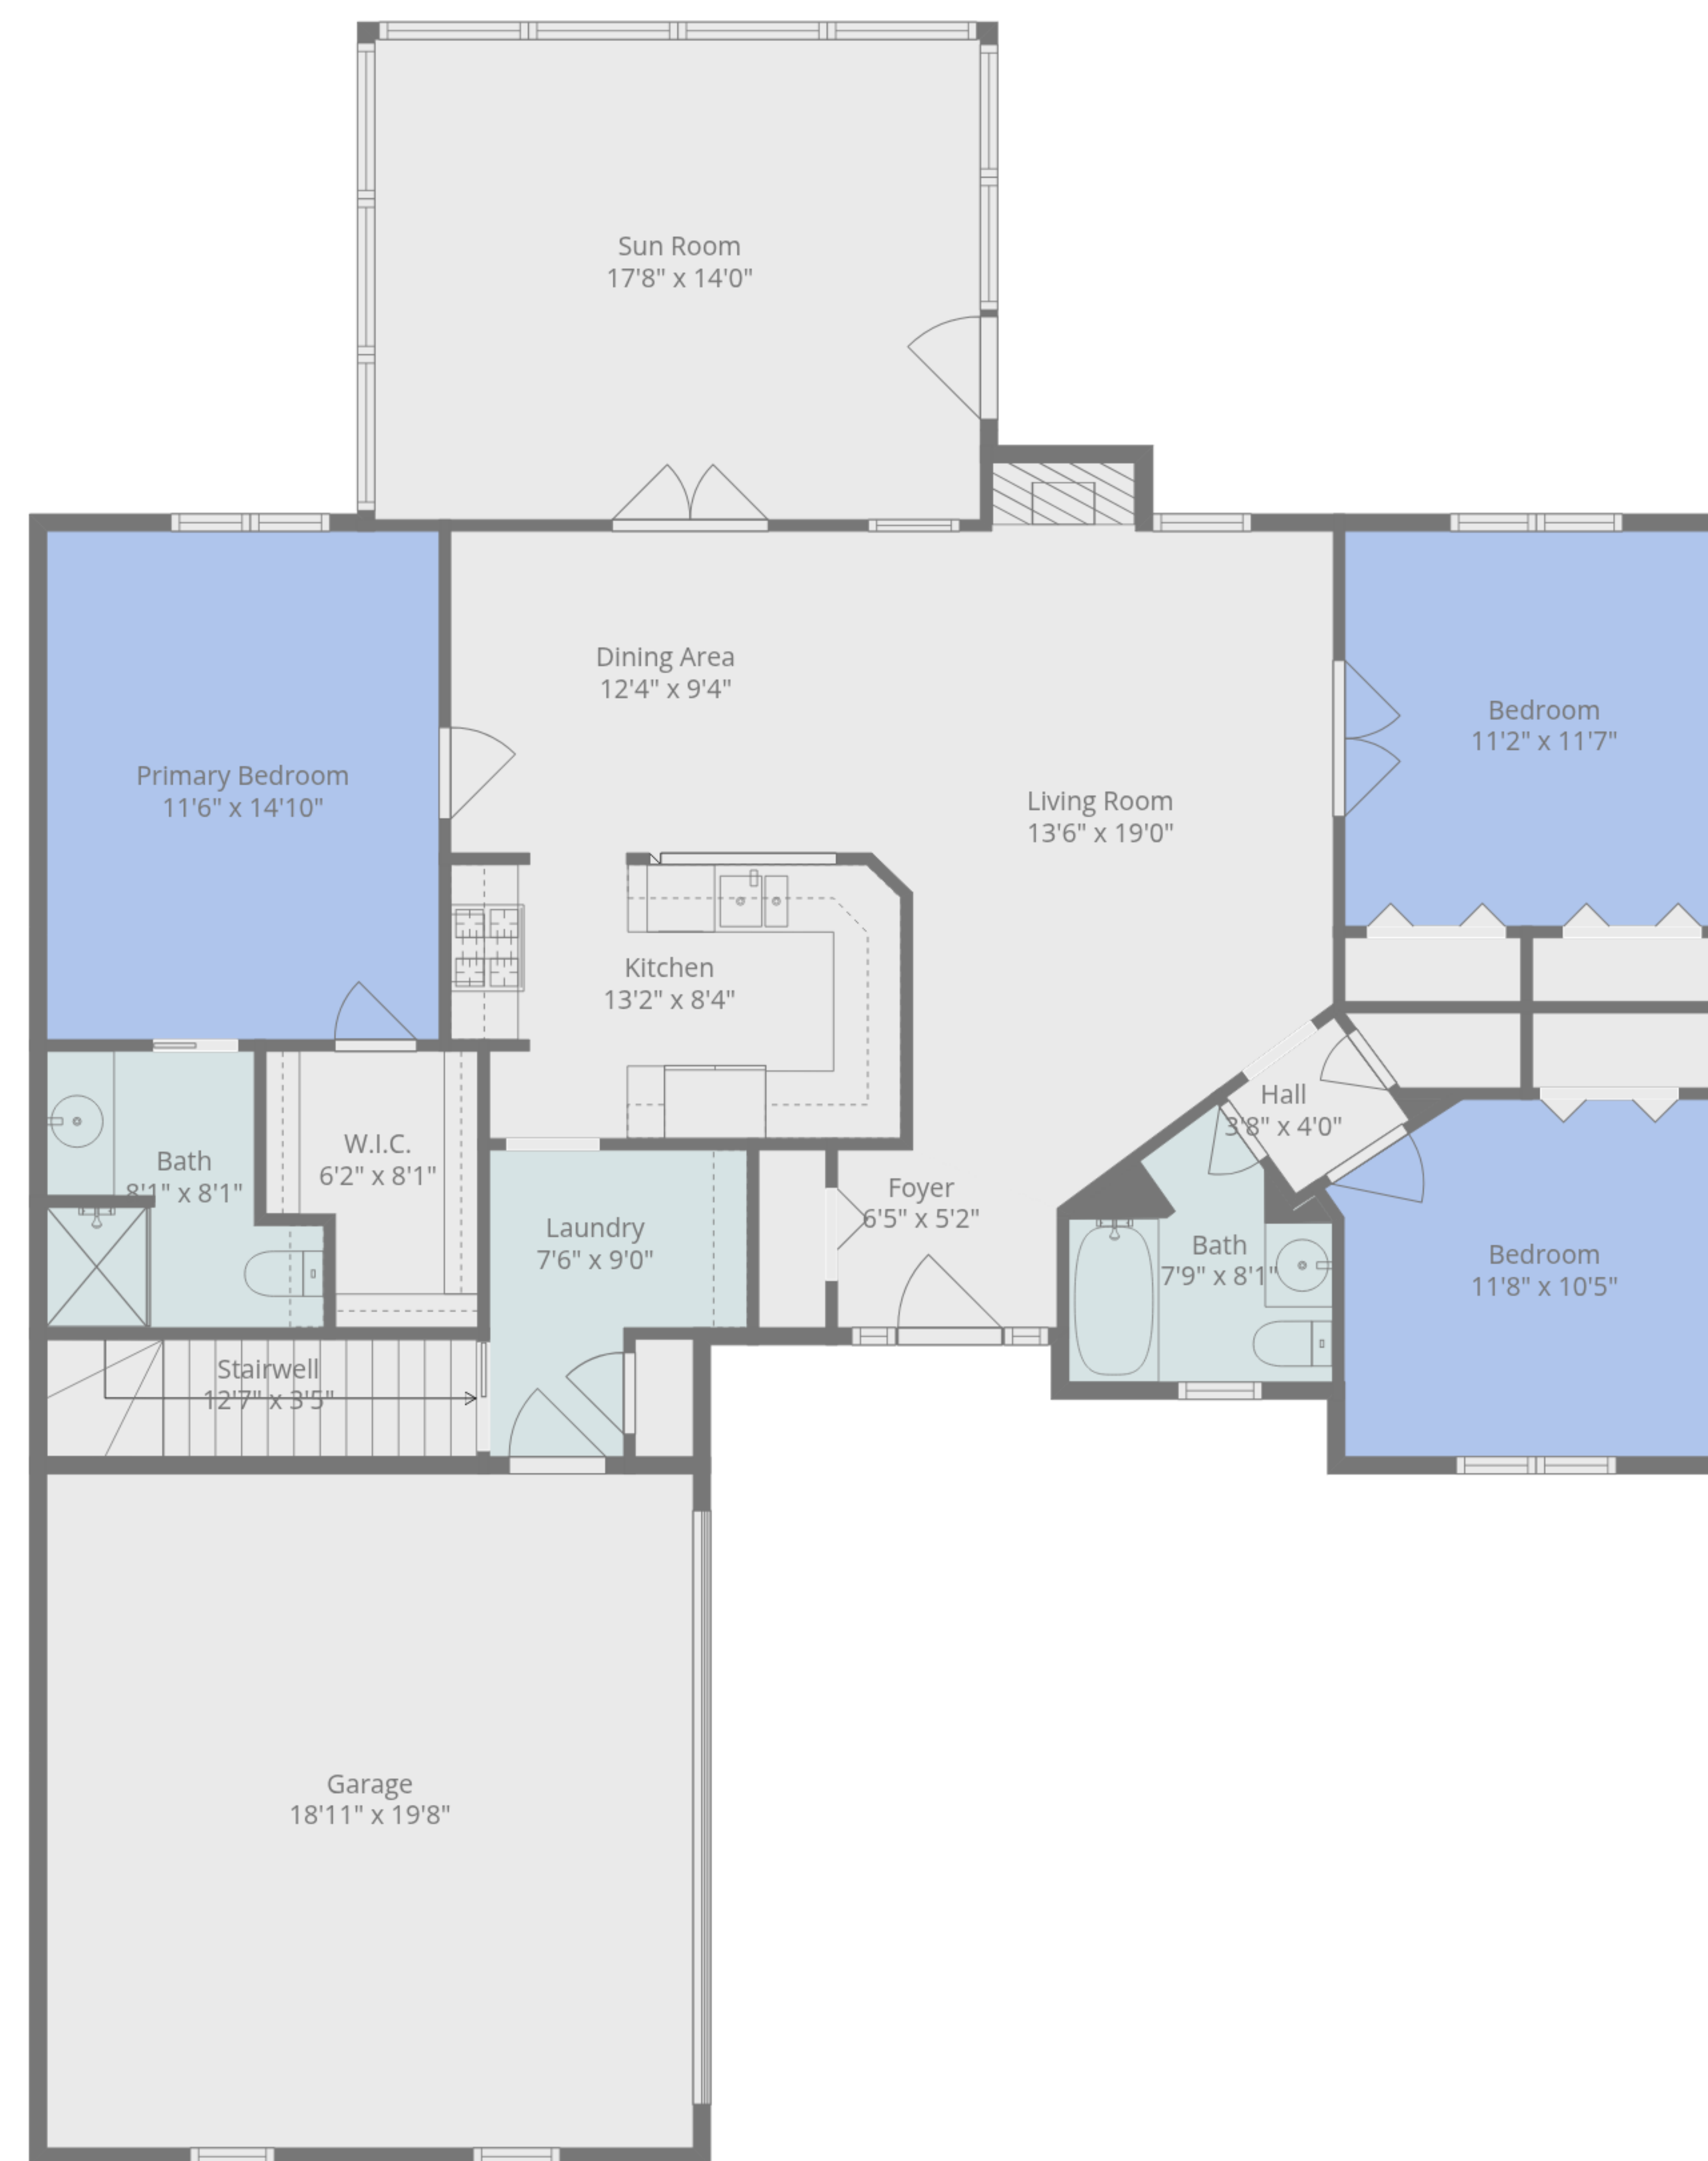 Sun Room
17'8" x 14'0"
Dining Area
12'4" x 9'4"
Bedroom
11'2" x 11'7"
Primary Bedroom
11'6" x 14'10"
Living Room
13'6" x 19'0"
Kitchen
13'2" x 8'4"
Hall
3'8" x 4'0"
W.I.C.
6'2" x 8'1"
Bath
8'1" x 8'1"
Foyer
6'5" x 5'2"
Laundry
7'6" x 9'0"
Bath
7'9" x 8'1"
Bedroom
11'8" x 10'5"
Stairwell
12'7" x 3'5"
Garage
18'11" x 19'8"